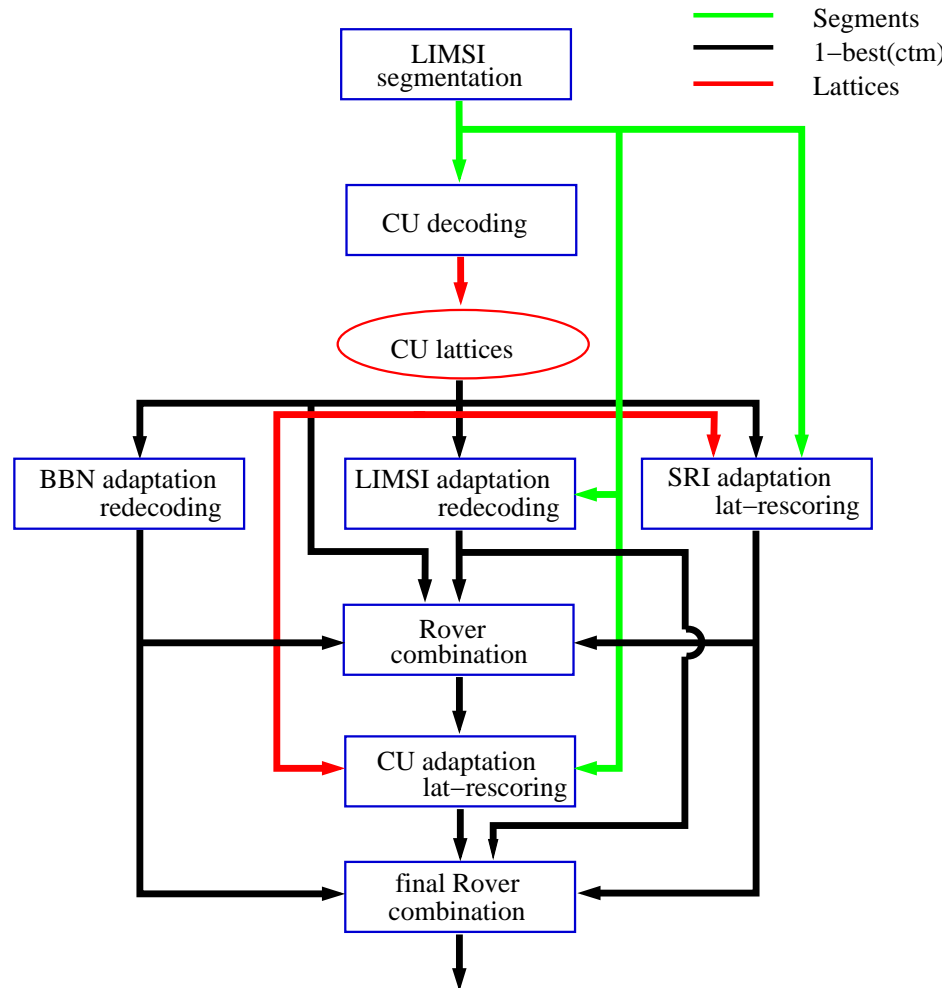 Segments
1−best(ctm)
Lattices
LIMSI
segmentation
CU decoding
CU lattices
BBN adaptation
redecoding
LIMSI adaptation
redecoding
SRI adaptation
lat−rescoring
Rover
combination
CU adaptation
lat−rescoring
final Rover
combination